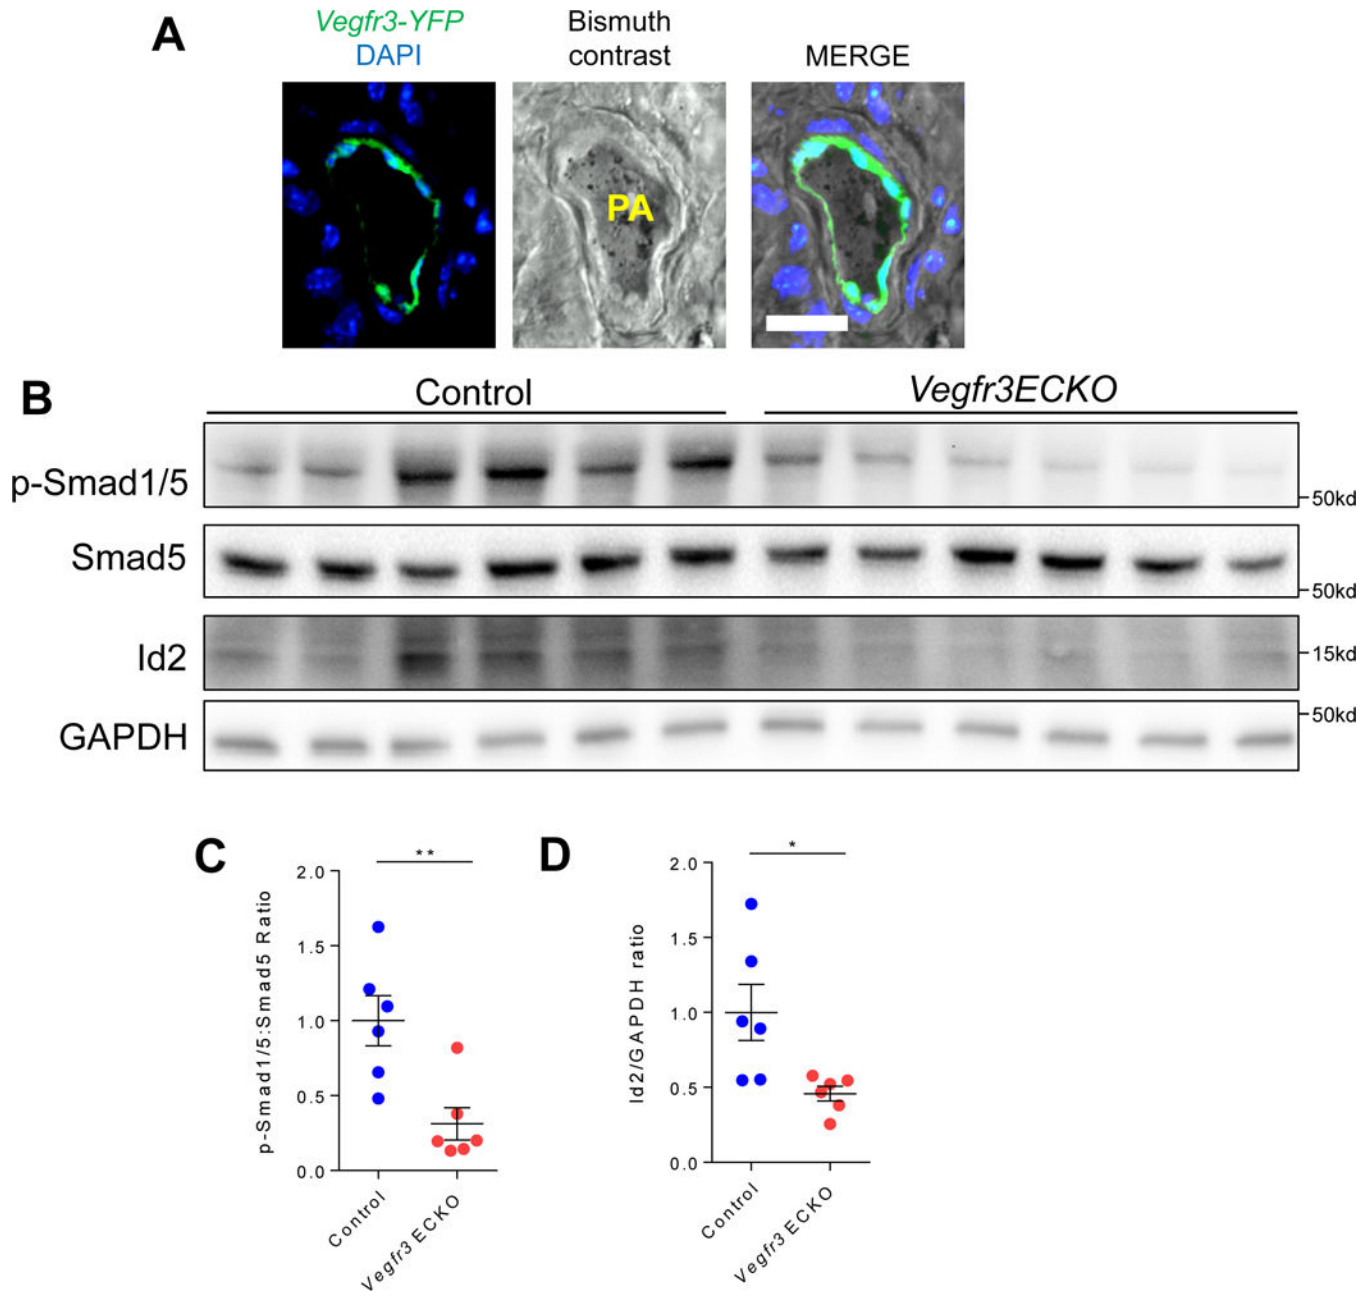 A
Vegfr3-YFP
DAPI
Bismuth
contrast
MERGE
PA
B
Control
Vegfr3ECKO
p-Smad1/5
50kd
Smad5
50kd
Id2
15kd
GAPDH
50kd
C
**
p-Smad1/5:Smad5 Ratio
2.0
1.5
1.0
0.5
0.0
Control
Vegfr3 ECKO
D
*
Id2/GAPDH ratio
2.0
1.5
1.0
0.5
0.0
Control
Vegfr3 ECKO